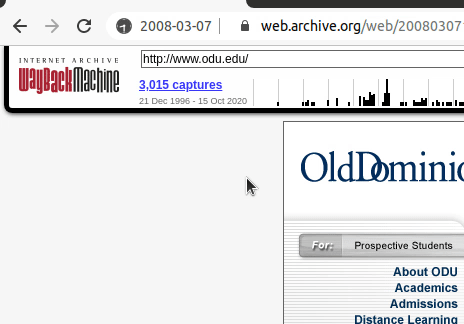 2008-03-07 web.archive.org/web/20080307
INTERNET ARCHIVE
WayBackMachine
http://www.odu.edu/
3,015 captures
21 Dec 1996 - 15 Oct 2020
OldDominio
For: Prospective Students
About ODU
Academics
Admissions
Distance Learning